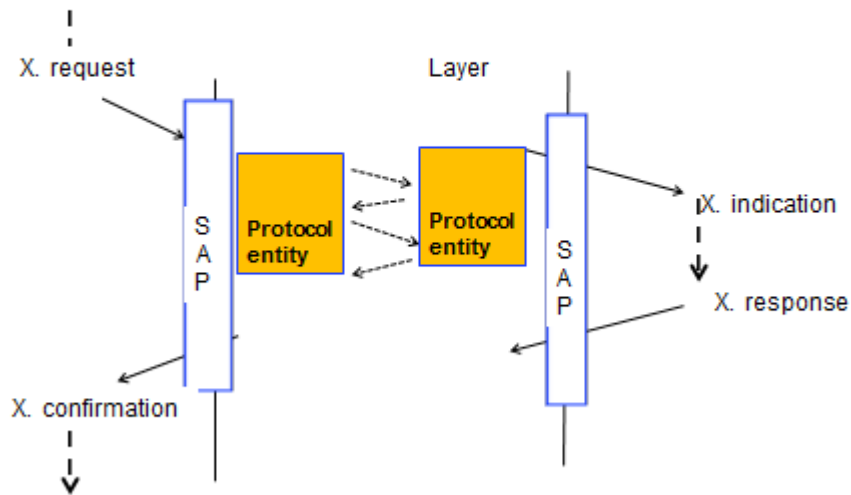 X. request
Layer
S
A
P
Protocol
entity
Protocol
entity
S
A
P
X. indication
X. response
X. confirmation